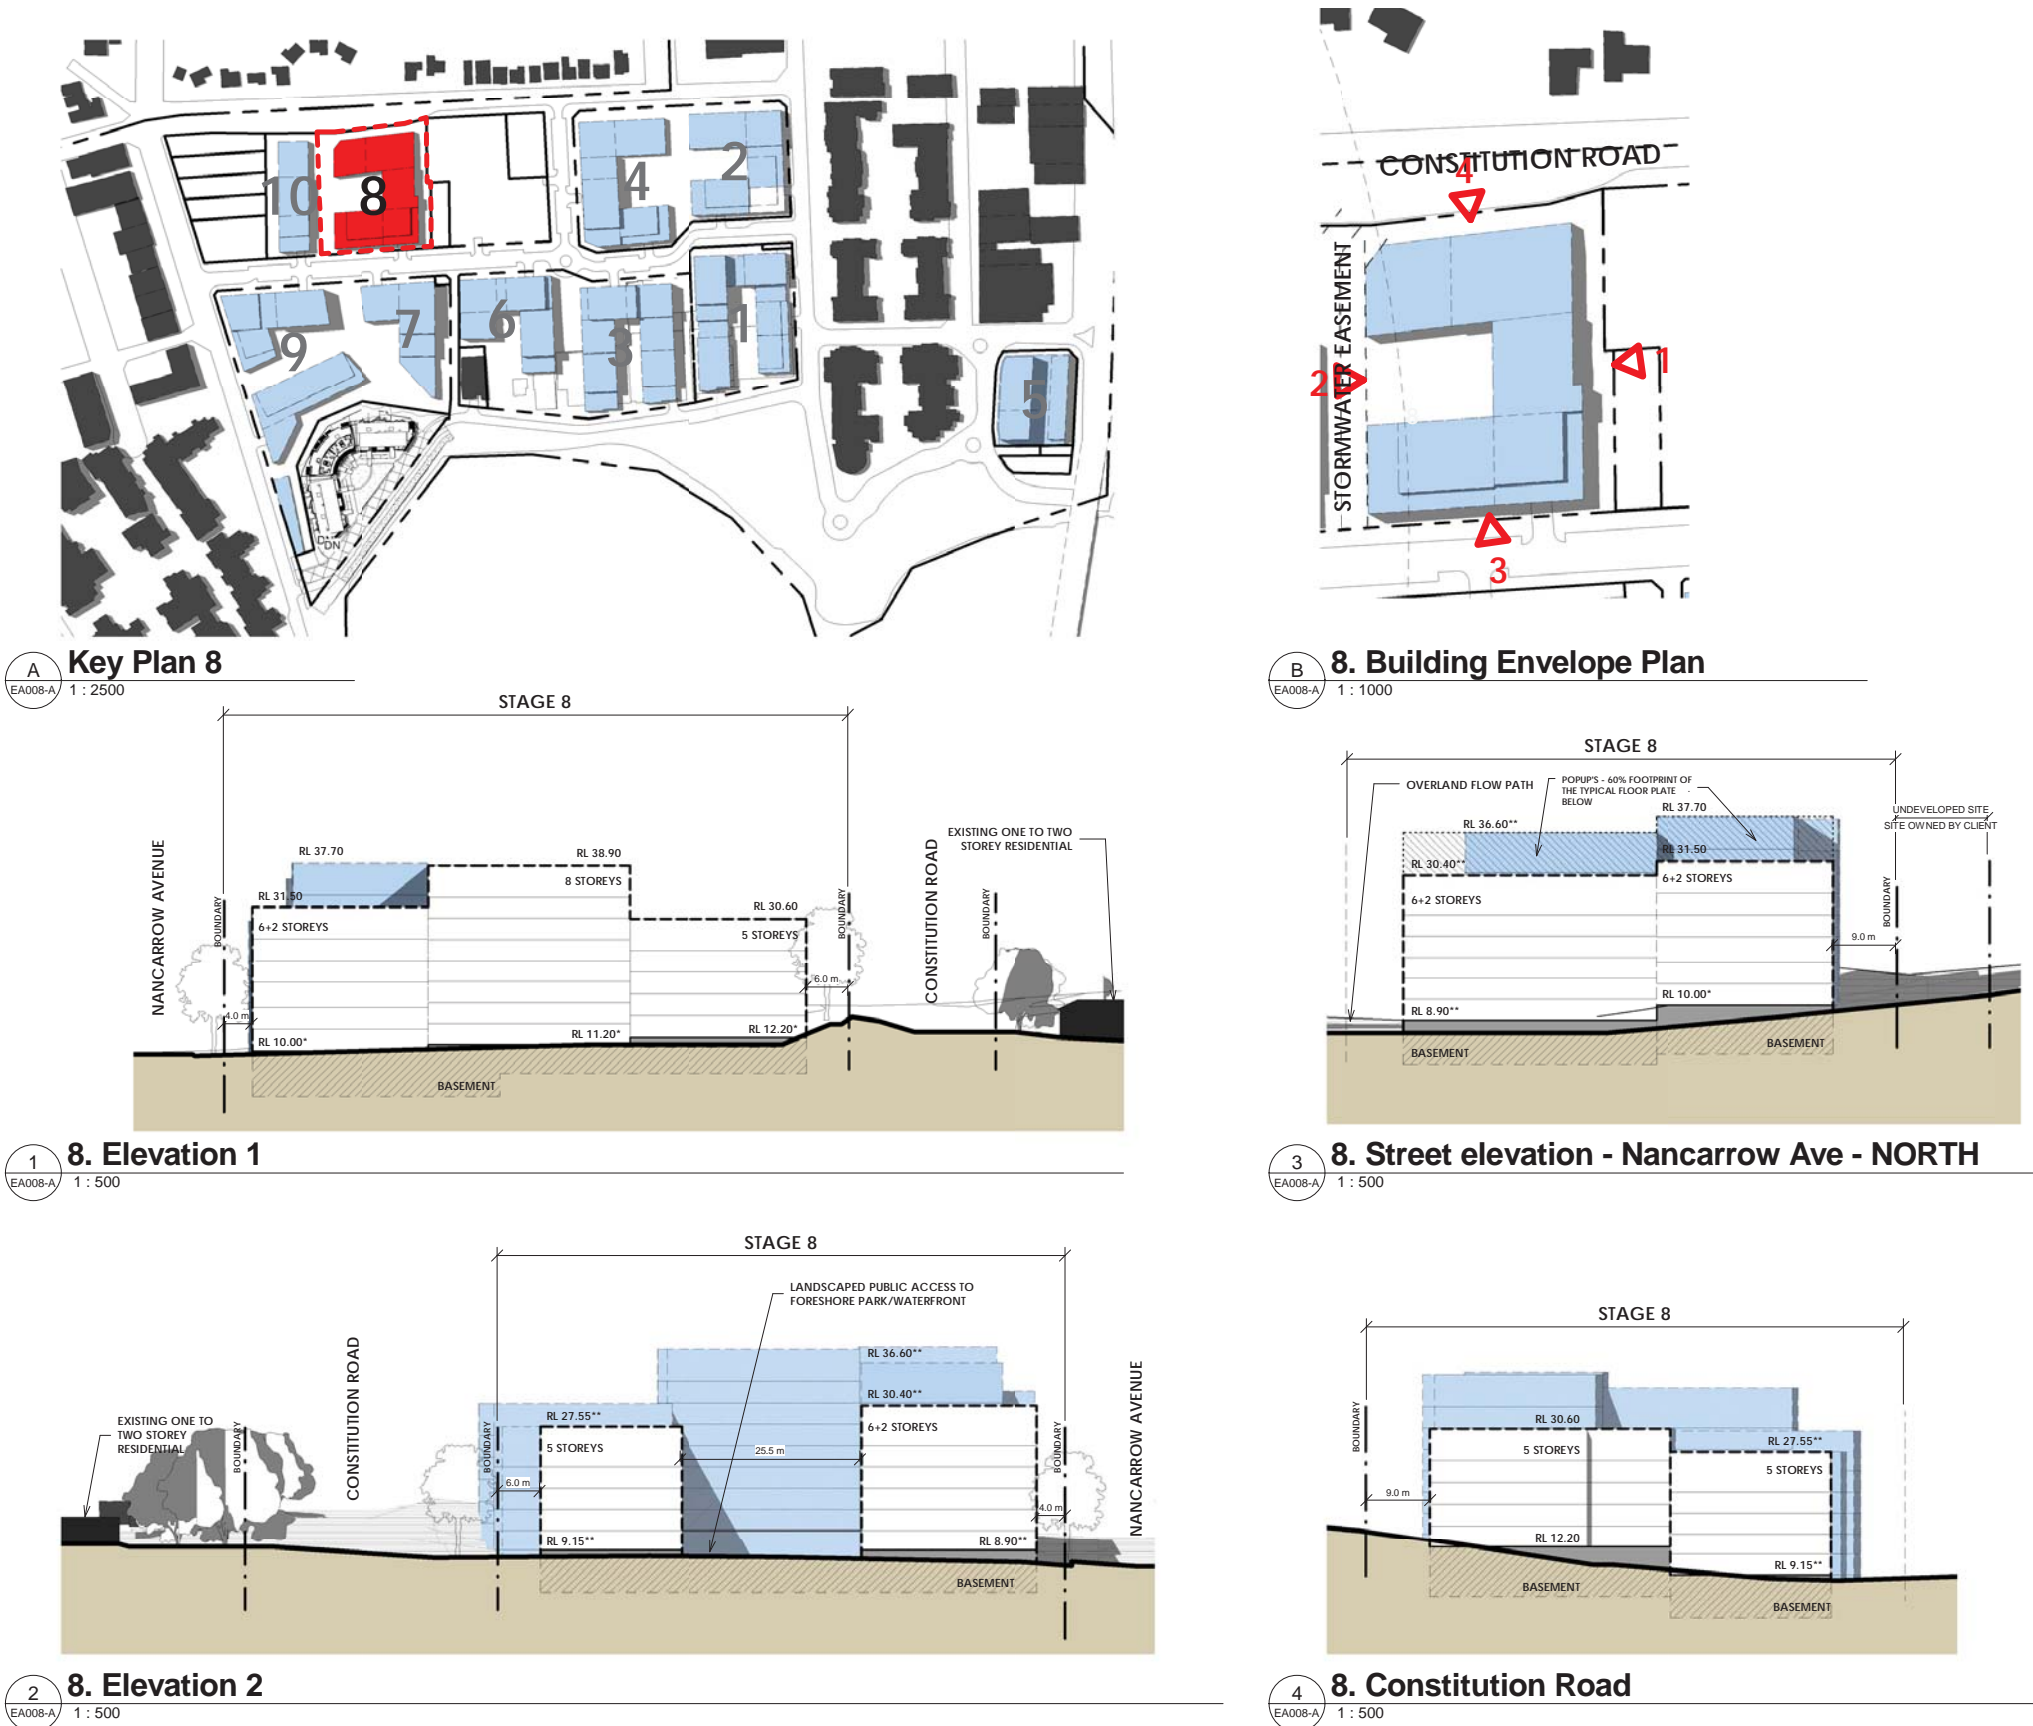 10
8
4
2
9
7
6
3
1
5
DN
DN
A
EA008-A
Key Plan 8
1 : 2500
CONSTITUTION ROAD
4
STORMWATER EASEMENT
2
1
3
B
EA008-A
8. Building Envelope Plan
1 : 1000
STAGE 8
NANCARROW AVENUE
BOUNDARY
RL 37.70
RL 31.50
6+2 STOREYS
4.0 m
RL 10.00*
RL 38.90
8 STOREYS
RL 11.20*
RL 30.60
5 STOREYS
6.0 m
RL 12.20*
BASEMENT
BOUNDARY
CONSTITUTION ROAD
BOUNDARY
EXISTING ONE TO TWO
STOREY RESIDENTIAL
1
EA008-A
8. Elevation 1
1 : 500
STAGE 8
OVERLAND FLOW PATH
POPUP'S - 60% FOOTPRINT OF
THE TYPICAL FLOOR PLATE
BELOW
RL 37.70
RL 36.60**
UNDEVELOPED SITE
SITE OWNED BY CLIENT
RL 31.50
RL 30.40**
6+2 STOREYS
6+2 STOREYS
BOUNDARY
9.0 m
RL 10.00*
RL 8.90**
BASEMENT
BASEMENT
3
EA008-A
8. Street elevation - Nancarrow Ave - NORTH
1 : 500
STAGE 8
LANDSCAPED PUBLIC ACCESS TO
FORESHORE PARK/WATERFRONT
EXISTING ONE TO
TWO STOREY
RESIDENTIAL
BOUNDARY
CONSTITUTION ROAD
BOUNDARY
RL 27.55**
5 STOREYS
6.0 m
RL 9.15**
25.5 m
RL 36.60**
RL 30.40**
6+2 STOREYS
RL 8.90**
BASEMENT
BOUNDARY
4.0 m
NANCARROW AVENUE
2
EA008-A
8. Elevation 2
1 : 500
STAGE 8
BOUNDARY
RL 30.60
5 STOREYS
RL 27.55**
5 STOREYS
9.0 m
RL 12.20
RL 9.15**
BASEMENT
BASEMENT
4
EA008-A
8. Constitution Road
1 : 500